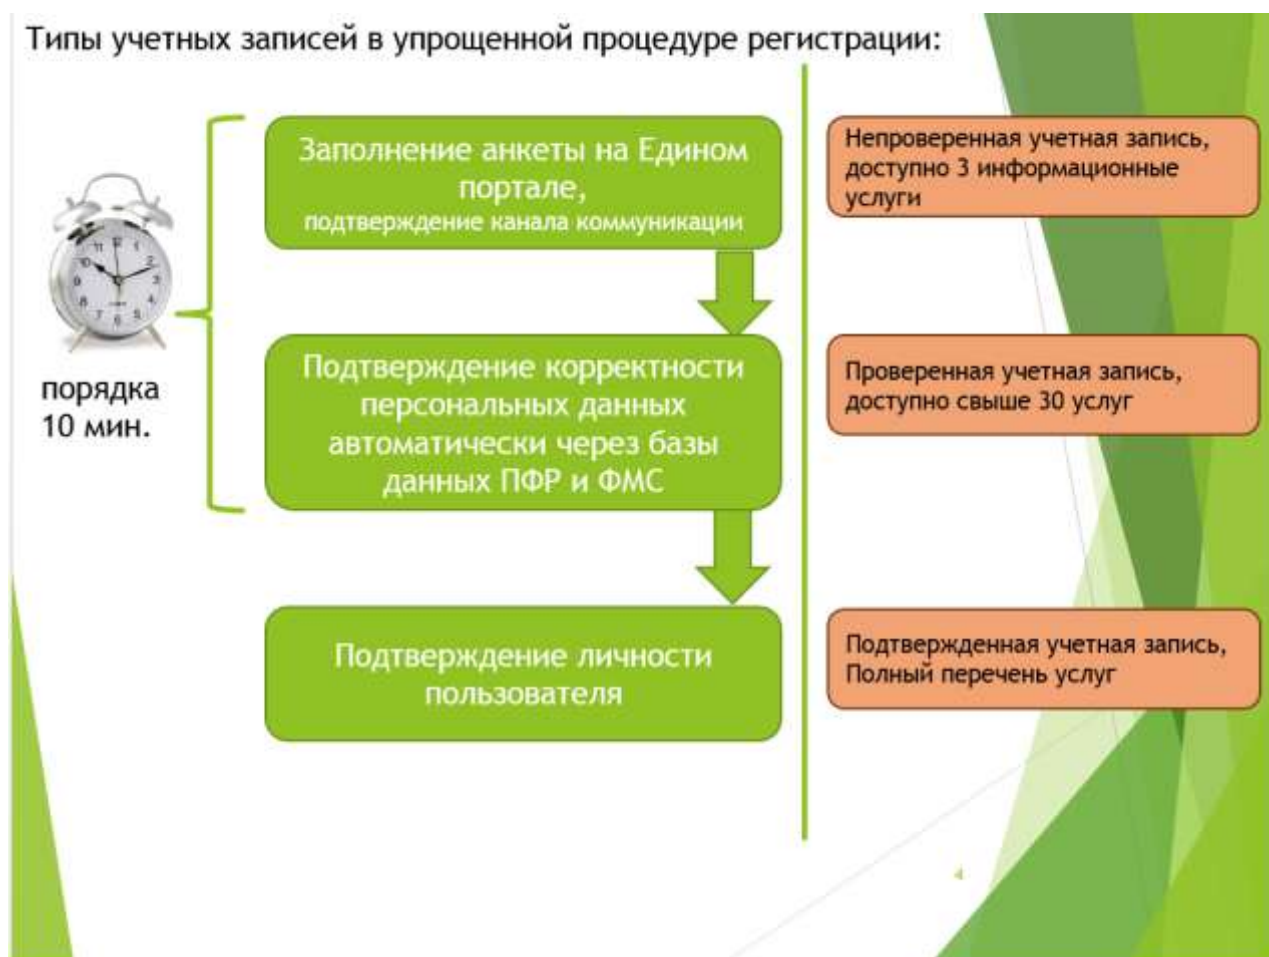 Типы учетных записей в упрощенной процедуре регистрации:
Заполнение анкеты на Едином
портале,
подтверждение канала коммуникации
Непроверенная учетная запись,
доступно 3 информационные
услуги
порядка
10 мин.
Подтверждение корректности
персональных данных
автоматически через базы
данных ПФР и ФМС
Проверенная учетная запись,
доступно свыше 30 услуг
Подтверждение личности
пользователя
Подтвержденная учетная запись,
Полный перечень услуг
4